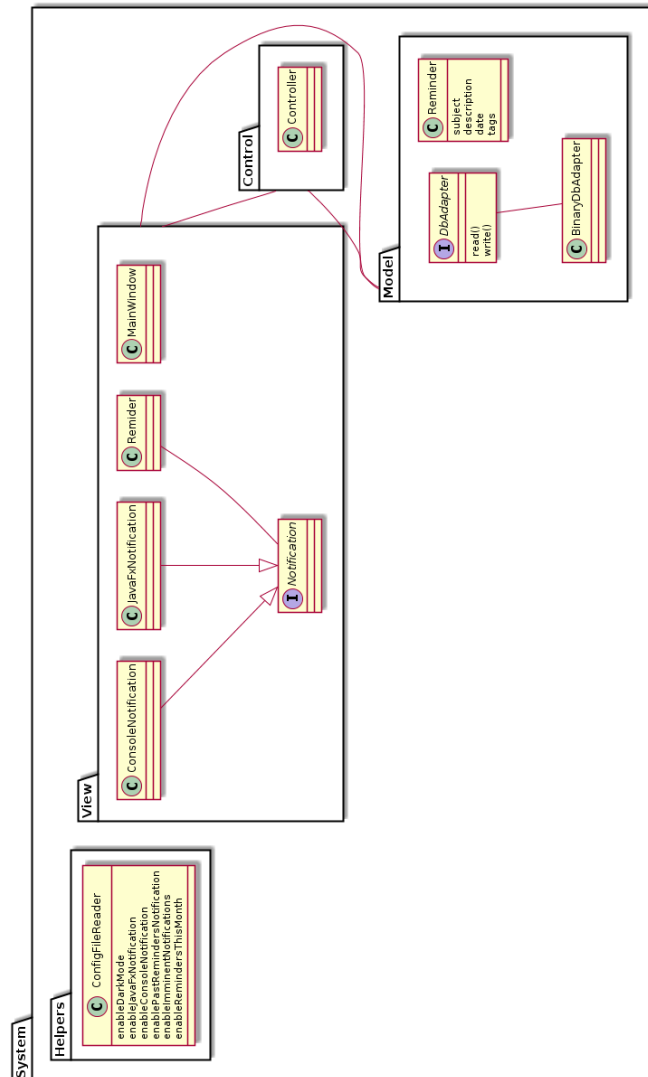 System
Helpers
C ConfigFileReader
enableDarkMode
enableJavaFxNotification
enableConsoleNotification
enablePastRemindersNotification
enableImminentNotifications
enableRemindersThisMonth
View
C ConsoleNotification
C JavaFxNotification
C Remider
C MainWindow
I Notification
Control
C Controller
Model
I DbAdapter
read()
write()
C Reminder
subject
description
date
tags
C BinaryDbAdapter